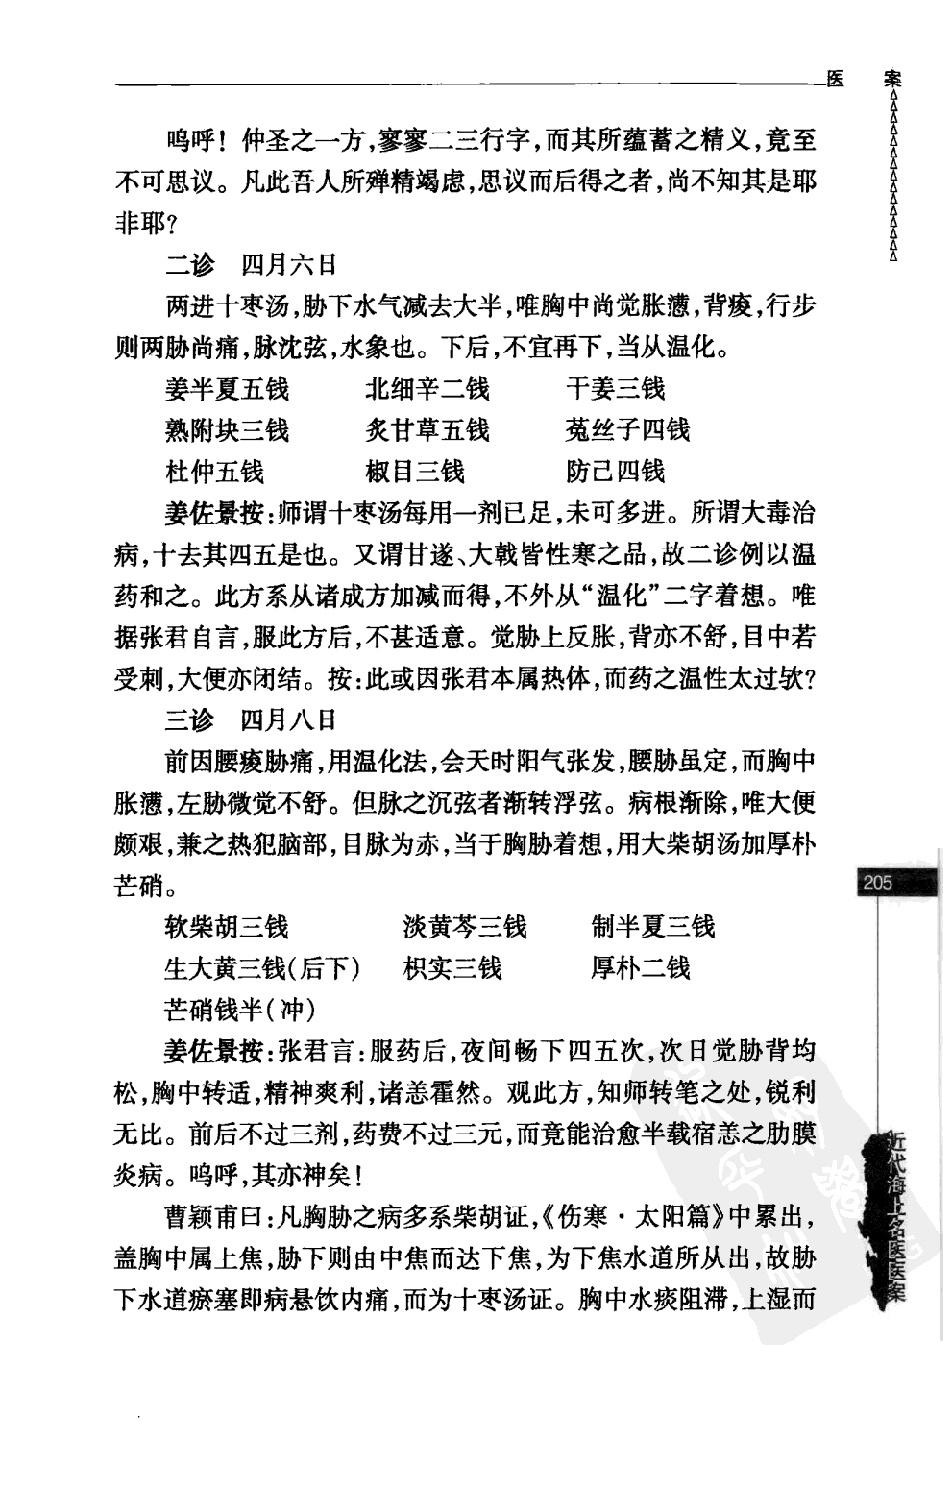 医 案
呜呼！仲圣之一方，寥寥二三行字，而其所蕴蓄之精义，竟至
不可思议。凡此吾人所殚精竭虑，思议而后得之者，尚不知其是耶
非耶？
二诊 四月六日
两进十枣汤，胁下水气减去大半，唯胸中尚觉胀懑，背痠，行步
则两胁尚痛，脉沈弦，水象也。下后，不宜再下，当从温化。
姜半夏五钱 北细辛二钱 干姜三钱
熟附块三钱 炙甘草五钱 菟丝子四钱
杜仲五钱 椒目三钱 防己四钱
姜佐景按：师谓十枣汤每用一剂已足，未可多进。所谓大毒治
病，十去其四五是也。又谓甘遂、大戟皆性寒之品，故二诊例以温
药和之。此方系从诸成方加减而得，不外从“温化”二字着想。唯
据张君自言，服此方后，不甚适意。觉胁上反胀，背亦不舒，目中若
受刺，大便亦闭结。按：此或因张君本属热体，而药之温性太过欤？
三诊 四月八日
前因腰痠胁痛，用温化法，会天时阳气张发，腰胁虽定，而胸中
胀懑，左胁微觉不舒。但脉之沉弦者渐转浮弦。病根渐除，唯大便
颇艰，兼之热犯脑部，目脉为赤，当于胸胁着想，用大柴胡汤加厚朴
芒硝。
软柴胡三钱 淡黄芩三钱 制半夏三钱
生大黄三钱（后下） 枳实三钱 厚朴二钱
芒硝钱半（冲）
姜佐景按：张君言：服药后，夜间畅下四五次，次日觉胁背均
松，胸中转适，精神爽利，诸恙霍然。观此方，知师转笔之处，锐利
无比。前后不过三剂，药费不过三元，而竟能治愈半载宿恙之肋膜
炎病。呜呼，其亦神矣！
曹颖甫曰：凡胸胁之病多系柴胡证，《伤寒·太阳篇》中累出，
盖胸中属上焦，胁下则由中焦而达下焦，为下焦水道所从出，故胁
下水道瘀塞即病悬饮内痛，而为十枣汤证。胸中水痰阻滞，上湿而
205
近代海上名医医案